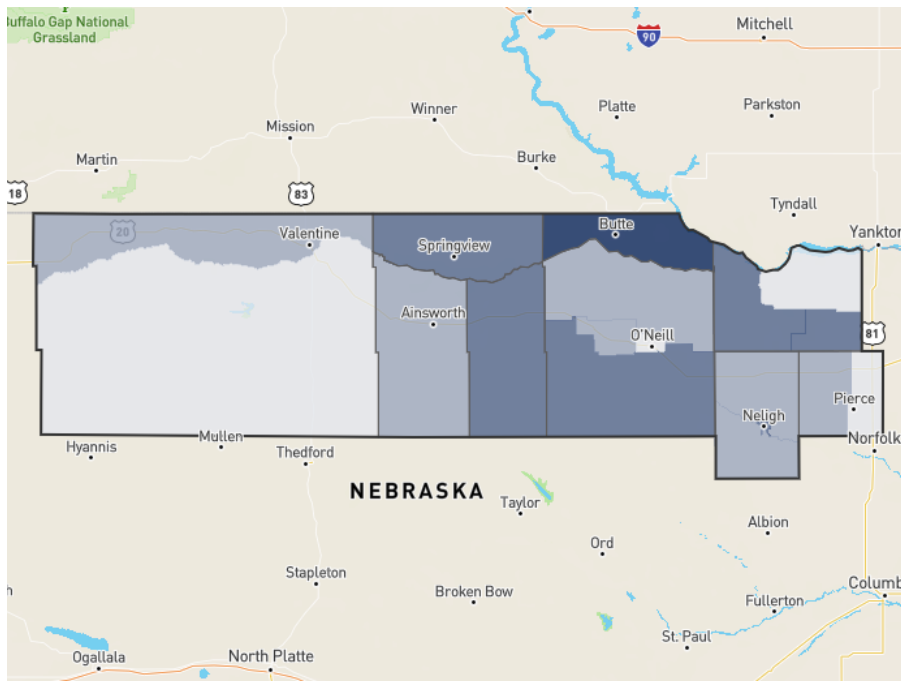 Buffalo Gap National
Grassland
Mitchell
90
Winner
Platte
Parkston
Mission
Martin
Burke
18
83
Tyndall
20
Valentine
Butte
Yankton
Springview
Ainsworth
O'Neill
81
Pierce
Neligh
Hyannis
Mullen
Thedford
Norfolk
NEBRASKA
Taylor
Albion
Ord
Stapleton
Broken Bow
Columb
Fullerton
St. Paul
Ogallala
North Platte